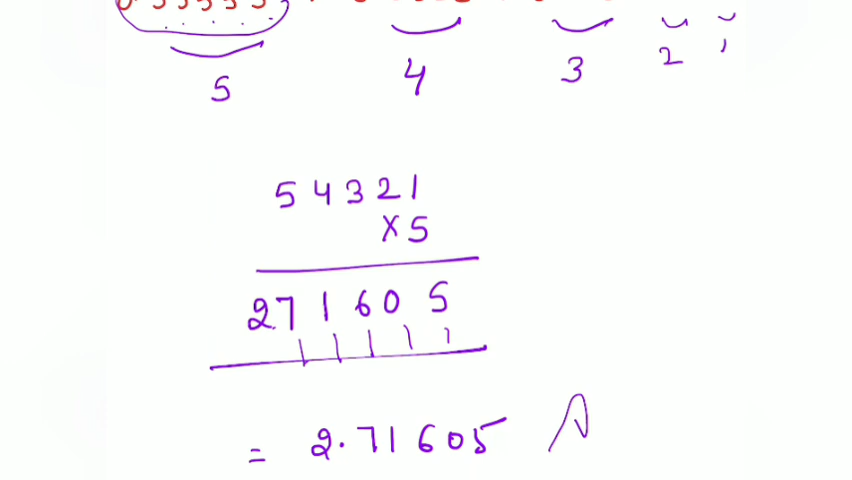 5 4 3 2 1
5 4 3 2 1
X 5
2 7 1 6 0 5
= 2.71605